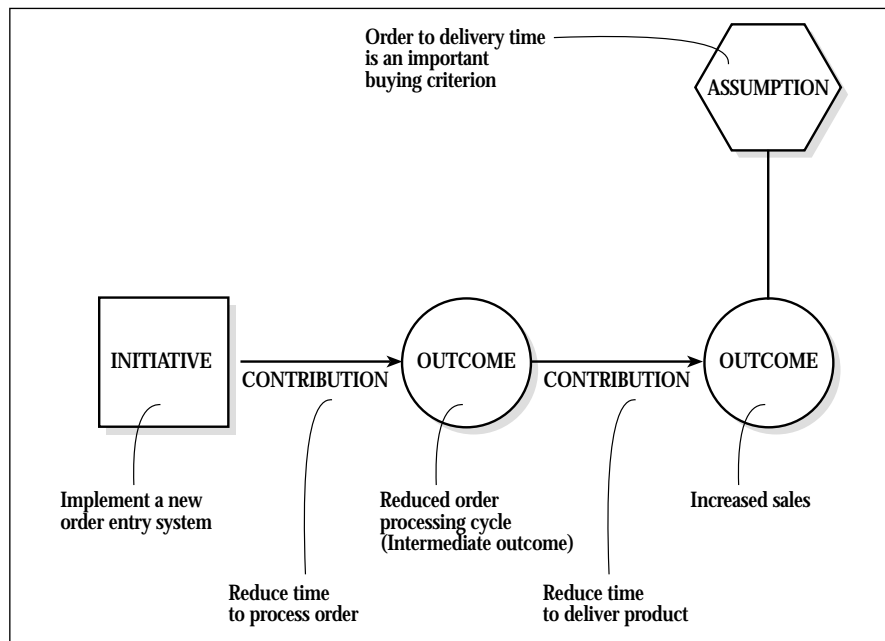 Order to delivery time
is an important
buying criterion
ASSUMPTION
INITIATIVE
CONTRIBUTION
OUTCOME
CONTRIBUTION
OUTCOME
Implement a new
order entry system
Reduced order
processing cycle
(Intermediate outcome)
Increased sales
Reduce time
to process order
Reduce time
to deliver product